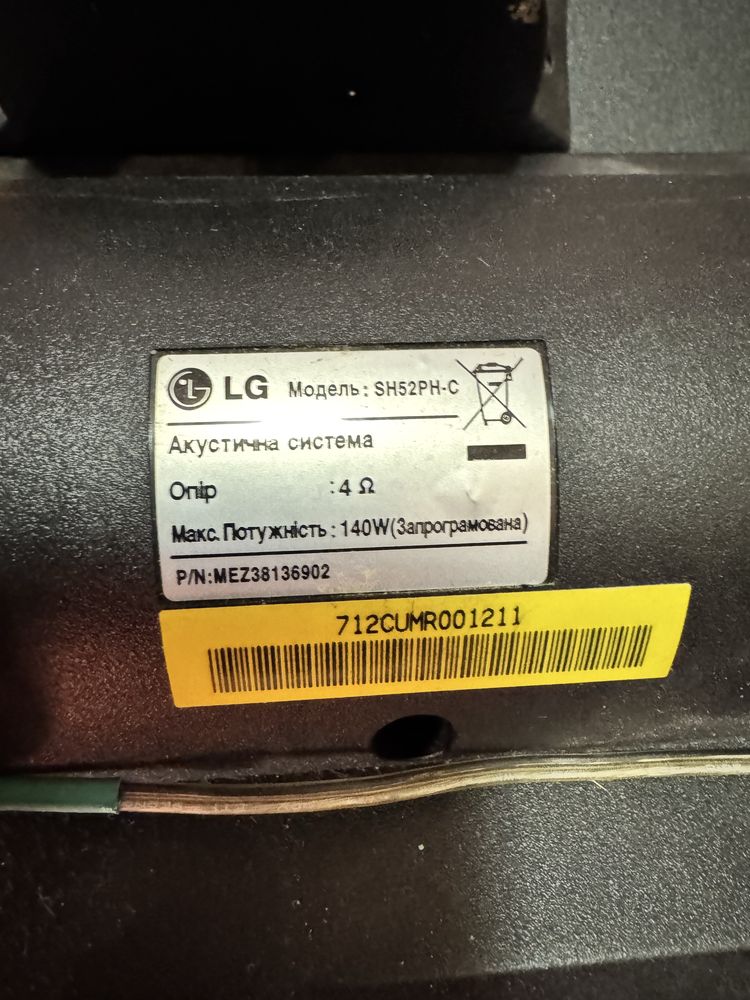 LG Модель: SH52PH-C
Акустична система
Опір :4 Ω
Макс.Потужність : 140W(Запрограмована)
P/N:MEZ38136902
712CUMR001211